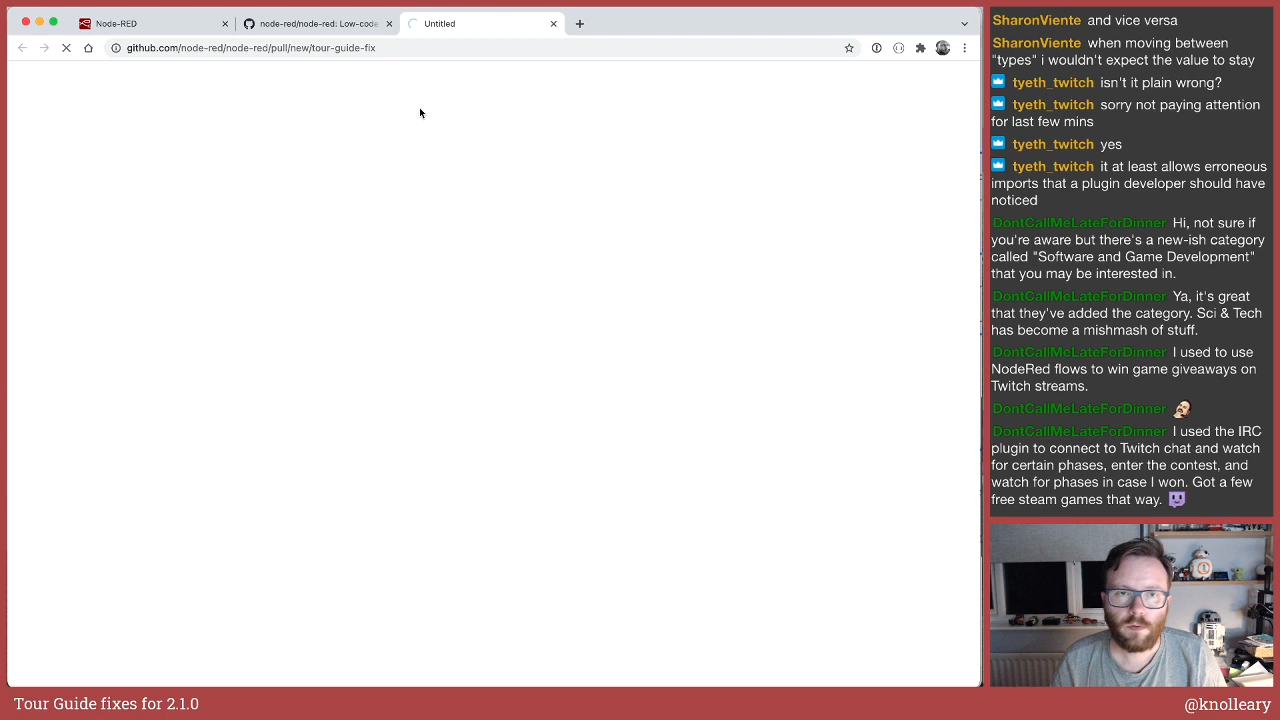 Node-RED
node-red/node-red: Low-code
Untitled
github.com/node-red/node-red/pull/new/tour-guide-fix
SharonViente and vice versa
SharonViente when moving between
"types" i wouldn't expect the value to stay
tyeth_twitch isn't it plain wrong?
tyeth_twitch sorry not paying attention
for last few mins
tyeth_twitch yes
tyeth_twitch it at least allows erroneous
imports that a plugin developer should have
noticed
DontCallMeLateForDinner Hi, not sure if
you're aware but there's a new-ish category
called "Software and Game Development"
that you may be interested in.
DontCallMeLateForDinner Ya, it's great
that they've added the category. Sci & Tech
has become a mishmash of stuff.
DontCallMeLateForDinner I used to use
NodeRed flows to win game giveaways on
Twitch streams.
DontCallMeLateForDinner
DontCallMeLateForDinner I used the IRC
plugin to connect to Twitch chat and watch
for certain phases, enter the contest, and
watch for phases in case I won. Got a few
free steam games that way.
Tour Guide fixes for 2.1.0
@knolleary